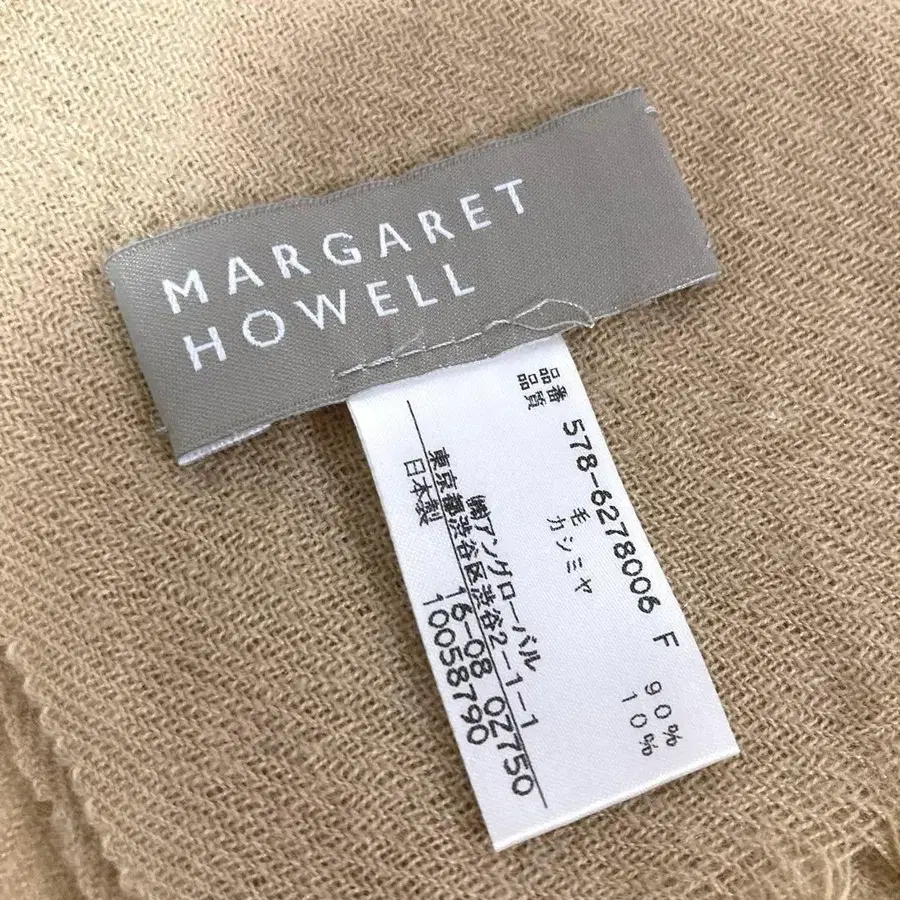 MARGARET
HOWELL
品番 578-6278006 F
品質 毛 90%
カシミヤ 10%
㈱アングローバル
東京都渋谷区渋谷2-1-1
日本製 16-08 0Z750
10058790